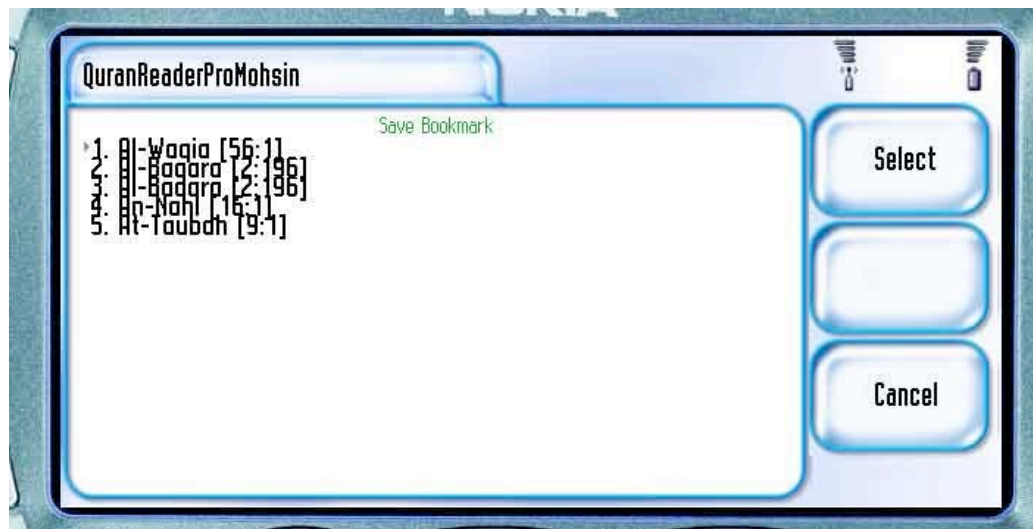 NOKIA
QuranReaderProMohsin
Save Bookmark
1. Al-Waqia [56:1]
2. Al-Baqara [2:196]
3. Al-Baqara [2:196]
4. An-Nahl [16:1]
5. At-Taubah [9:1]
Select
Cancel